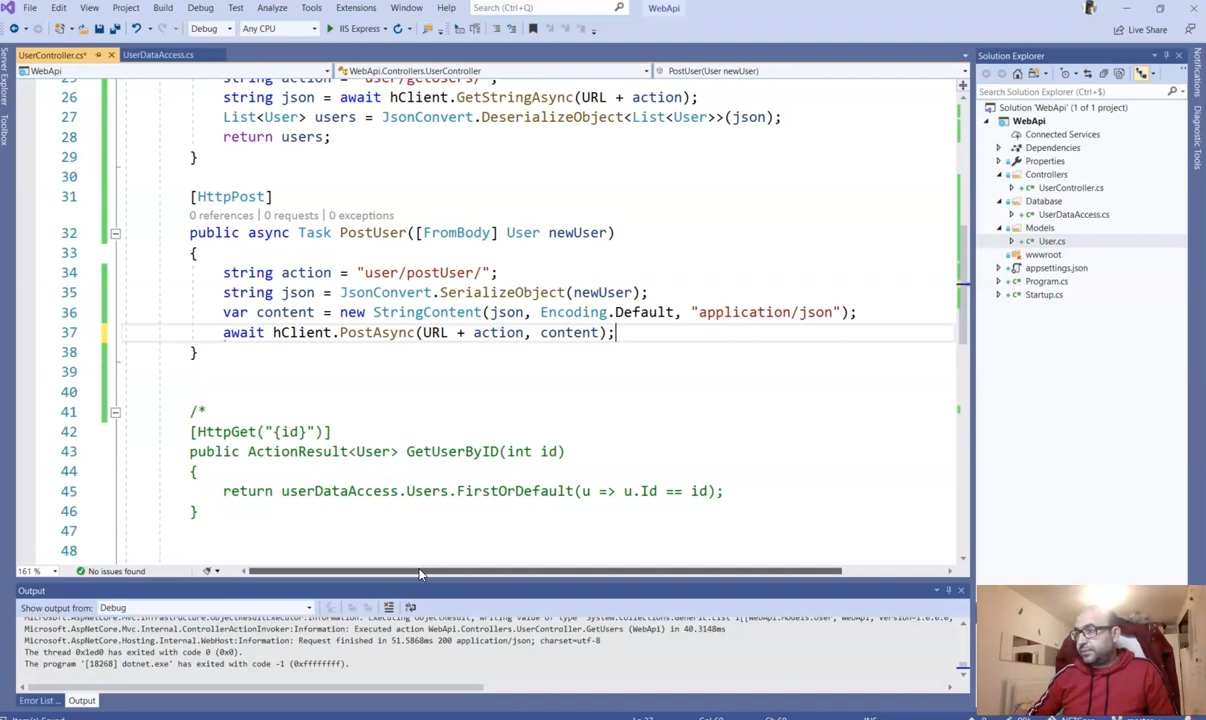 File Edit View Project Build Debug Test Analyze Tools Extensions Window Help Search (Ctrl+Q) WebApi
Debug Any CPU IIS Express Live Share
UserController.cs* UserDataAccess.cs
WebApi WebApi.Controllers.UserController PostUser(User newUser)
Server Explorer
Toolbox
26 string json = await hClient.GetStringAsync(URL + action);
27 List<User> users = JsonConvert.DeserializeObject<List<User>>(json);
28 return users;
29 }
30
31 [HttpPost]
0 references | 0 requests | 0 exceptions
32 public async Task PostUser([FromBody] User newUser)
33 {
34 string action = "user/postUser/";
35 string json = JsonConvert.SerializeObject(newUser);
36 var content = new StringContent(json, Encoding.Default, "application/json");
37 await hClient.PostAsync(URL + action, content);
38 }
39
40
41 /*
42 [HttpGet("{id}")]
43 public ActionResult<User> GetUserByID(int id)
44 {
45 return userDataAccess.Users.FirstOrDefault(u => u.Id == id);
46 }
47
48
161 % No issues found
Output
Show output from: Debug
Microsoft.AspNetCore.Mvc.Internal.ControllerActionInvoker:Information: Executed action WebApi.Controllers.UserController.GetUsers (WebApi) in 40.3148ms
Microsoft.AspNetCore.Hosting.Internal.WebHost:Information: Request finished in 51.5868ms 200 application/json; charset=utf-8
The thread 0x1ed0 has exited with code 0 (0x0).
The program '[18268] dotnet.exe' has exited with code -1 (0xffffffff).
Error List ... Output
Solution Explorer
Search Solution Explorer (Ctrl+$)
Solution 'WebApi' (1 of 1 project)
WebApi
Connected Services
Dependencies
Properties
Controllers
UserController.cs
Database
UserDataAccess.cs
Models
User.cs
wwwroot
appsettings.json
Program.cs
Startup.cs
Notifications
Diagnostic Tools